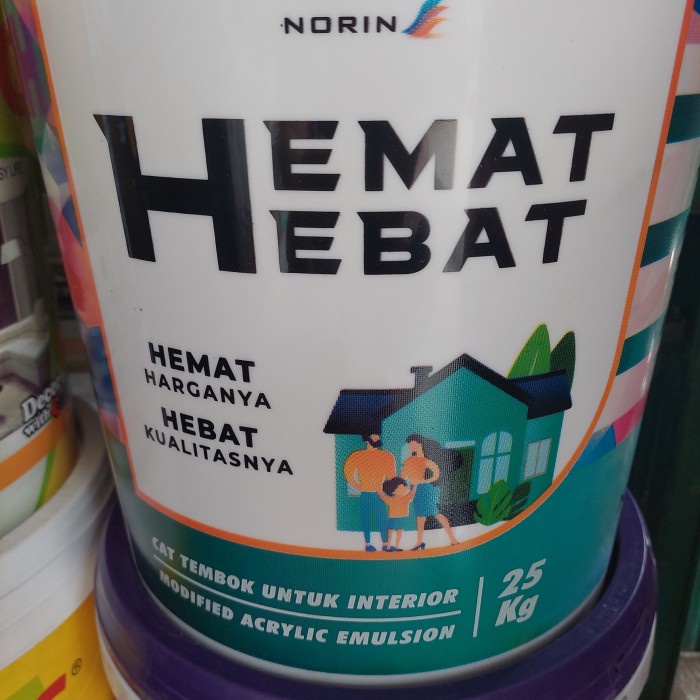 NORIN
HEMAT
HEBAT
HEMAT
HARGANYA
HEBAT
KUALITASNYA
CAT TEMBOK UNTUK INTERIOR
MODIFIED ACRYLIC EMULSION
25
Kg